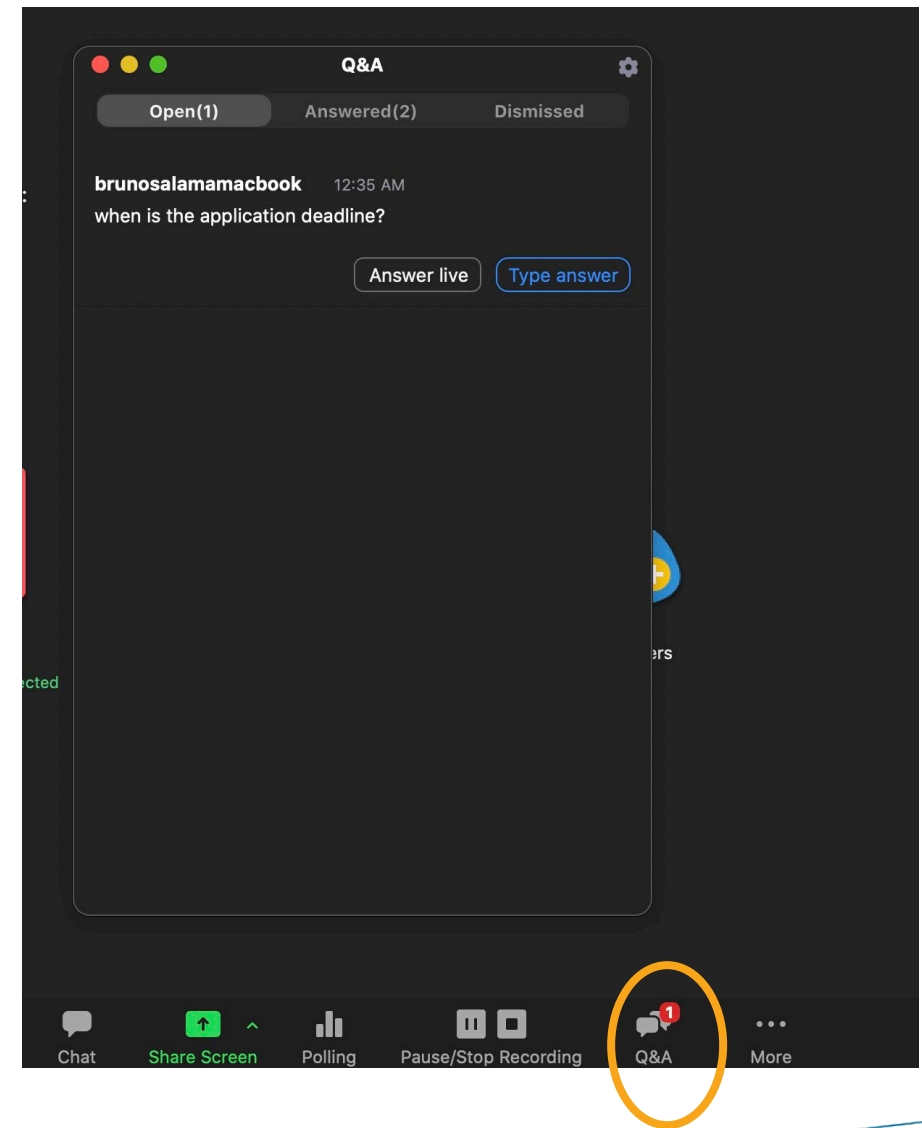 Q&A
Open(1) Answered(2) Dismissed
:
brunosalamamacbook 12:35 AM
when is the application deadline?
Answer live Type answer
ers
ected
1
Chat Share Screen Polling Pause/Stop Recording Q&A More